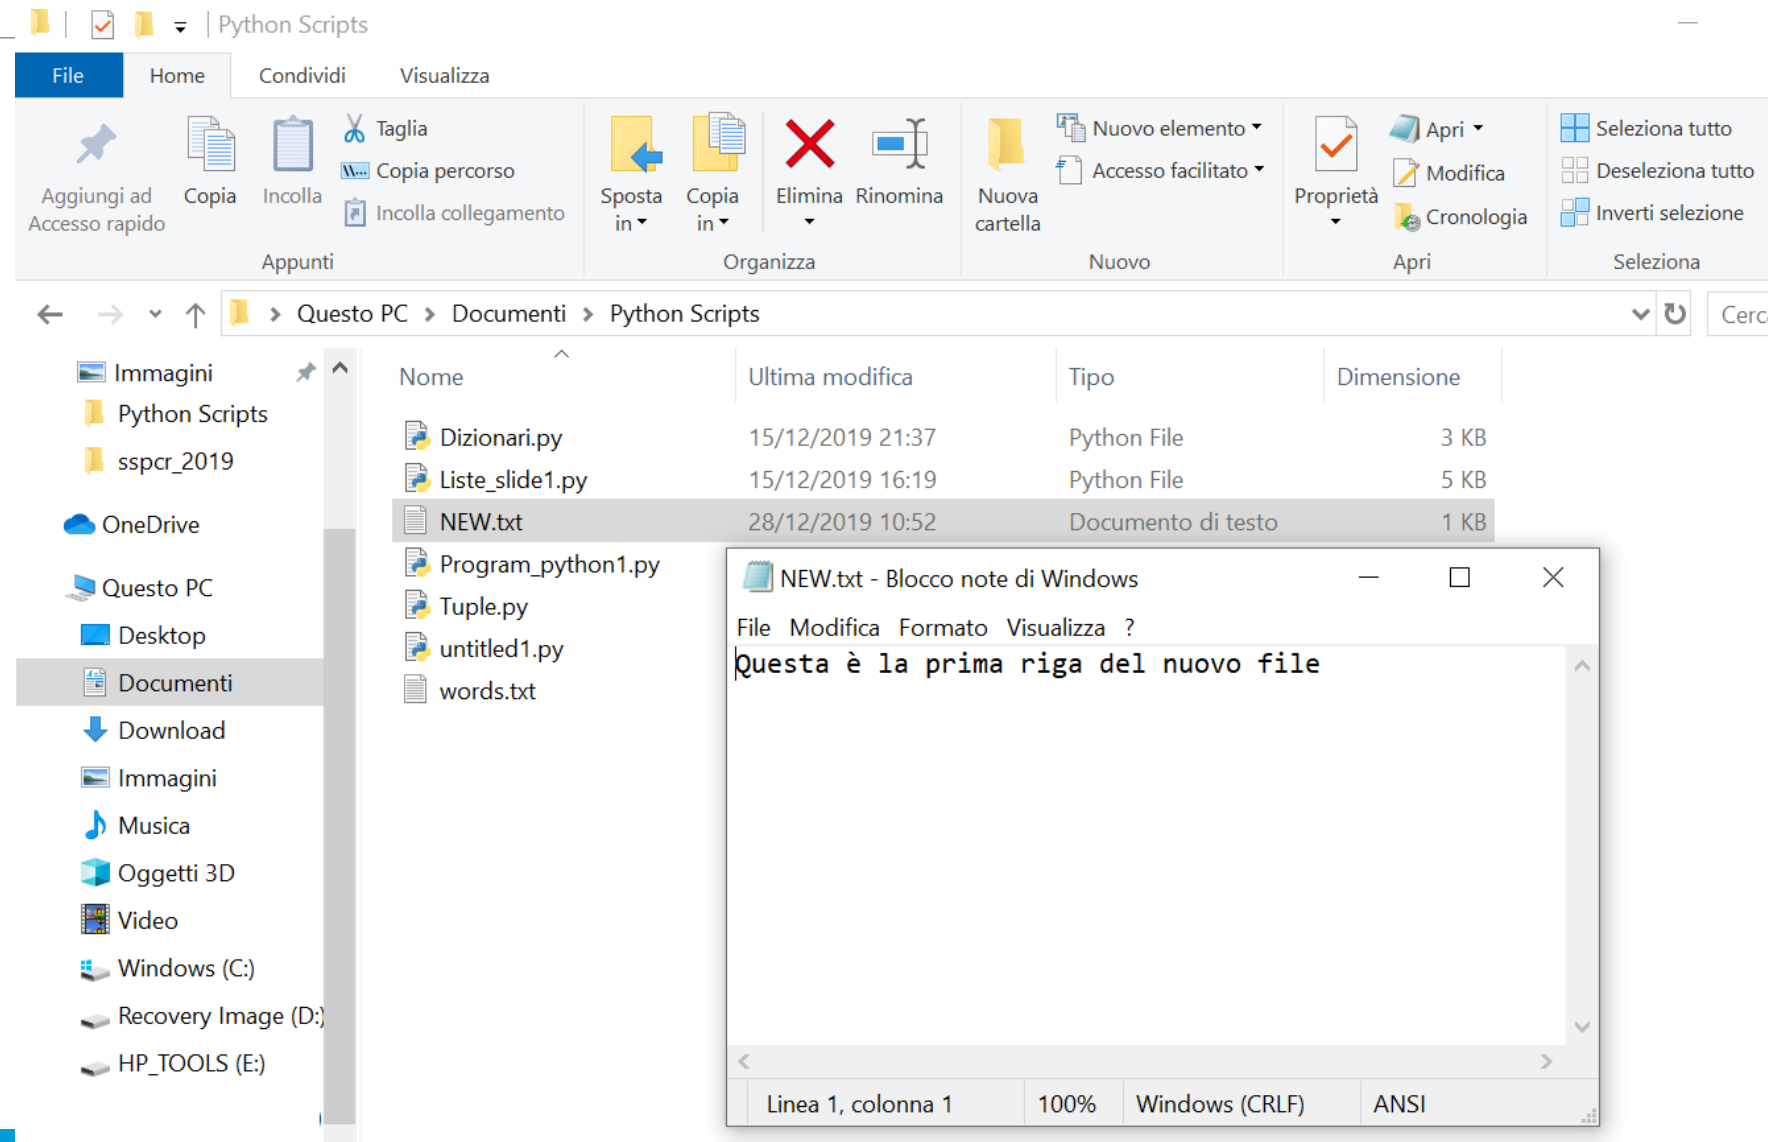 Python Scripts
File Home Condividi Visualizza
Aggiungi ad
Accesso rapido
Copia
Incolla
Taglia
Copia percorso
Incolla collegamento
Appunti
Sposta
in
Copia
in
Elimina
Rinomina
Organizza
Nuova
cartella
Nuovo elemento
Accesso facilitato
Nuovo
Proprietà
Apri
Modifica
Cronologia
Apri
Seleziona tutto
Deseleziona tutto
Inverti selezione
Seleziona
Questo PC > Documenti > Python Scripts
Immagini
Python Scripts
sspcr_2019
OneDrive
Questo PC
Desktop
Documenti
Download
Immagini
Musica
Oggetti 3D
Video
Windows (C:)
Recovery Image (D:)
HP_TOOLS (E:)
Nome Ultima modifica Tipo Dimensione
Dizionari.py 15/12/2019 21:37 Python File 3 KB
Liste_slide1.py 15/12/2019 16:19 Python File 5 KB
NEW.txt 28/12/2019 10:52 Documento di testo 1 KB
Program_python1.py
Tuple.py
untitled1.py
words.txt
NEW.txt - Blocco note di Windows
File Modifica Formato Visualizza ?
Questa è la prima riga del nuovo file
Linea 1, colonna 1 100% Windows (CRLF) ANSI